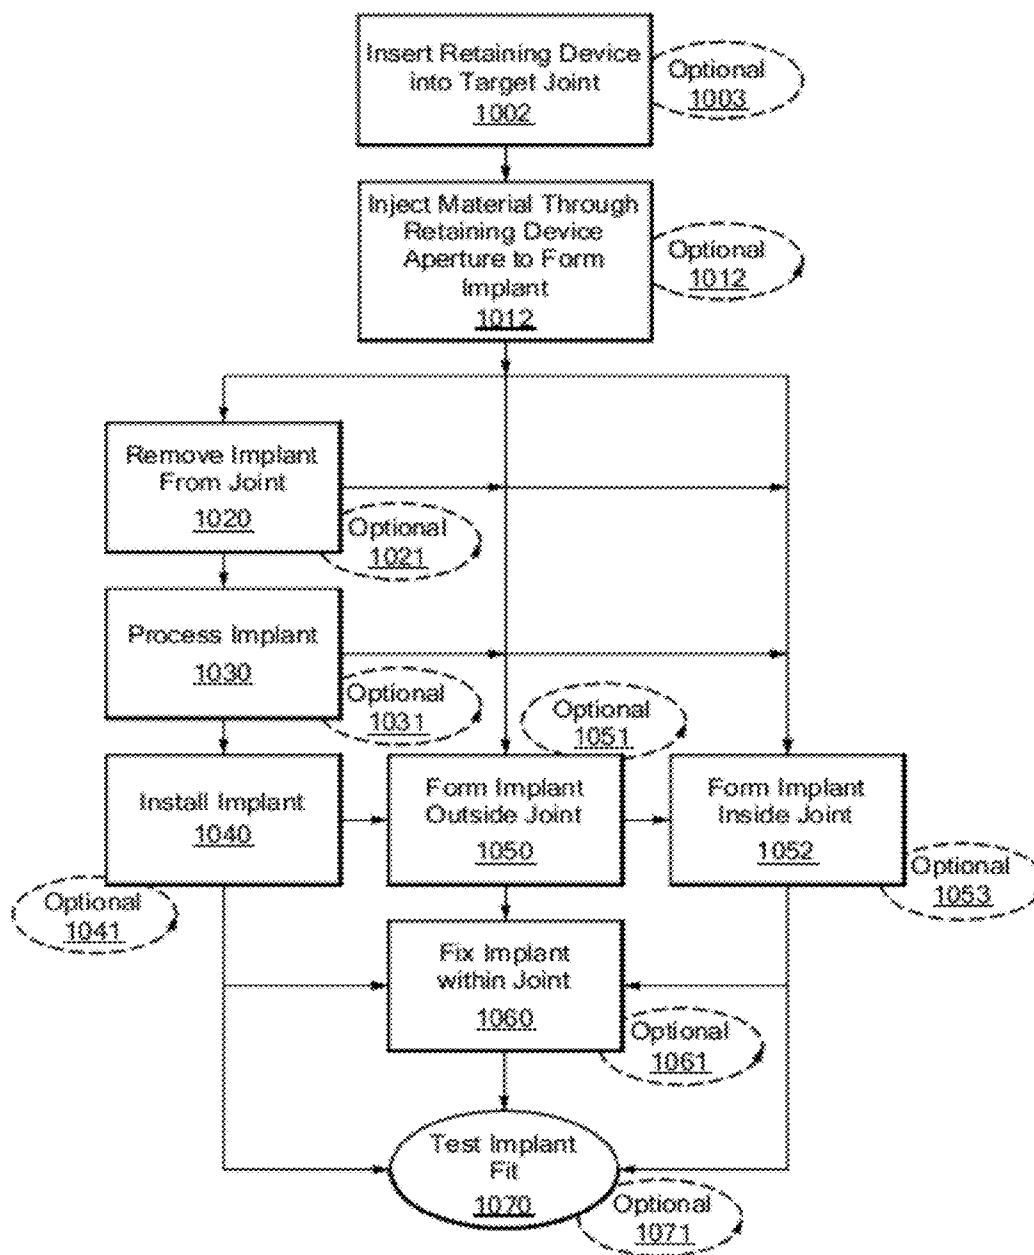 Insert Retaining Device
into Target Joint
1002
Optional
1003
Inject Material Through
Retaining Device
Aperture to Form
Implant
1012
Optional
1012
Remove Implant
From Joint
1020
Optional
1021
Process Implant
1030
Optional
1031
Optional
1051
Install Implant
1040
Form Implant
Outside Joint
1050
Form Implant
Inside Joint
1052
Optional
1041
Optional
1053
Fix Implant
within Joint
1060
Optional
1061
Test Implant
Fit
1070
Optional
1071